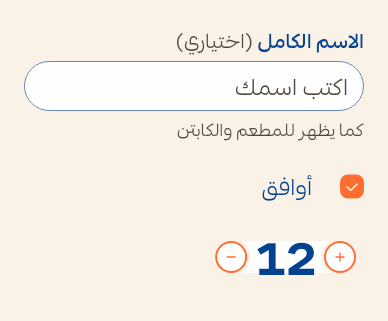 الاسم الكامل (اختياري)
اكتب اسمك
كما يظهر للمطعم والكابتن
أوافق
+ 12 −